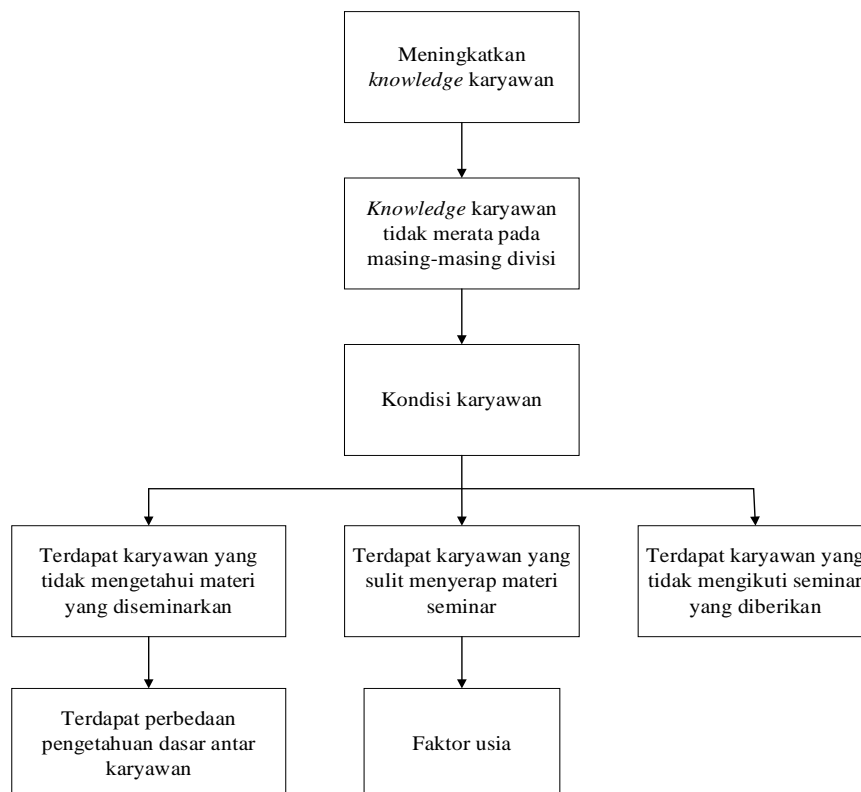 Meningkatkan
knowledge karyawan
Knowledge karyawan
tidak merata pada
masing-masing divisi
Kondisi karyawan
Terdapat karyawan yang
tidak mengetahui materi
yang diseminarkan
Terdapat karyawan yang
sulit menyerap materi
seminar
Terdapat karyawan yang
tidak mengikuti seminar
yang diberikan
Terdapat perbedaan
pengetahuan dasar antar
karyawan
Faktor usia